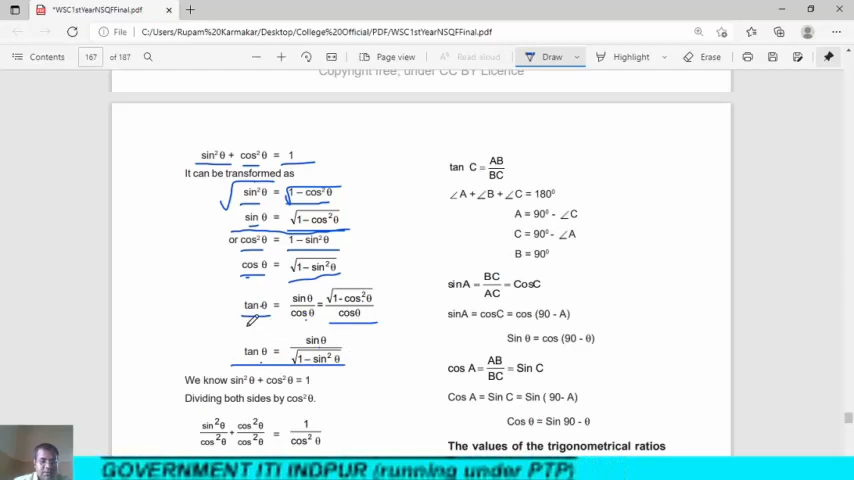 *WSC1stYearNSQFFinal.pdf
File
C:/Users/Rupam%20Karmakar/Desktop/College%20Official/PDF/WSC1stYearNSQFFinal.pdf
Contents
167 of 187
Page view
Read aloud
Draw
Highlight
Erase
Copyright free, under CC BY Licence
sin²θ + cos²θ = 1
It can be transformed as
sin²θ = 1 – cos²θ
sin θ = √1 – cos²θ
or cos²θ = 1 – sin²θ
cos θ = √1 – sin²θ
tan θ = sinθ/cosθ = √1 - cos²θ/cosθ
tan θ = sinθ/√1 – sin² θ
We know sin²θ + cos²θ = 1
Dividing both sides by cos²θ.
sin²θ/cos²θ + cos²θ/cos²θ = 1/cos²θ
tan C = AB/BC
∠A + ∠B + ∠C = 180⁰
A = 90⁰ - ∠C
C = 90⁰ - ∠A
B = 90⁰
sinA = BC/AC = CosC
sinA = cosC = cos (90 - A)
Sin θ = cos (90 - θ)
cos A = AB/BC = Sin C
Cos A = Sin C = Sin ( 90- A)
Cos θ = Sin 90 - θ
The values of the trigonometrical ratios
GOVERNMENT ITI INDPUR (running under PTP)